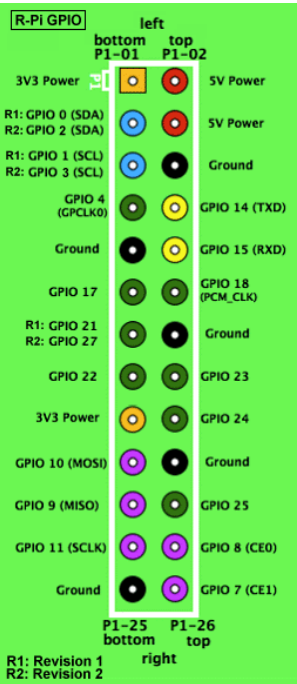 R-Pi GPIO
left
bottom top
P1-01 P1-02
3V3 Power P1 5V Power
R1: GPIO 0 (SDA)
R2: GPIO 2 (SDA) 5V Power
R1: GPIO 1 (SCL)
R2: GPIO 3 (SCL) Ground
GPIO 4
(GPCLK0) GPIO 14 (TXD)
Ground GPIO 15 (RXD)
GPIO 17 GPIO 18
(PCM_CLK)
R1: GPIO 21
R2: GPIO 27 Ground
GPIO 22 GPIO 23
3V3 Power GPIO 24
GPIO 10 (MOSI) Ground
GPIO 9 (MISO) GPIO 25
GPIO 11 (SCLK) GPIO 8 (CE0)
Ground GPIO 7 (CE1)
P1-25 P1-26
bottom top
right
R1: Revision 1
R2: Revision 2